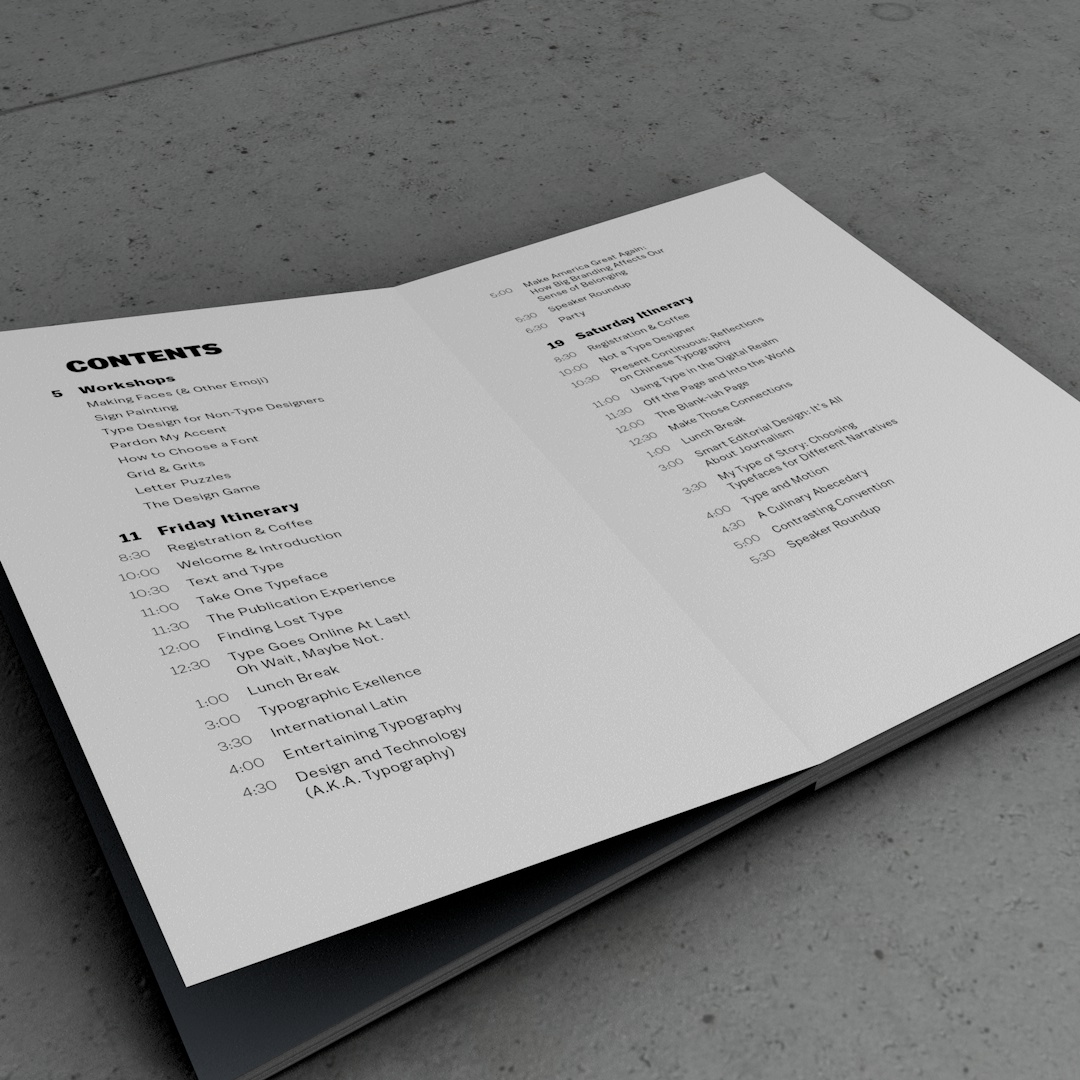 CONTENTS
5 Workshops
Making Faces (& Other Emoji)
Sign Painting
Type Design for Non-Type Designers
Pardon My Accent
How to Choose a Font
Grid & Grits
Letter Puzzles
The Design Game
11 Friday Itinerary
8:30 Registration & Coffee
10:00 Welcome & Introduction
10:30 Text and Type
11:00 Take One Typeface
11:30 The Publication Experience
12:00 Finding Lost Type
12:30 Type Goes Online At Last!
Oh Wait, Maybe Not.
1:00 Lunch Break
3:00 Typographic Exellence
3:30 International Latin
4:00 Entertaining Typography
4:30 Design and Technology
(A.K.A. Typography)
5:00 Make America Great Again:
How Big Branding Affects Our
Sense of Belonging
5:30 Speaker Roundup
6:30 Party
19 Saturday Itinerary
8:30 Registration & Coffee
10:00 Not a Type Designer
10:30 Present Continuous: Reflections
on Chinese Typography
11:00 Using Type in the Digital Realm
11:30 Off the Page and into the World
12:00 The Blank-ish Page
12:30 Make Those Connections
1:00 Lunch Break
3:00 Smart Editorial Design: It's All
About Journalism
3:30 My Type of Story: Choosing
Typefaces for Different Narratives
4:00 Type and Motion
4:30 A Culinary Abecedary
5:00 Contrasting Convention
5:30 Speaker Roundup